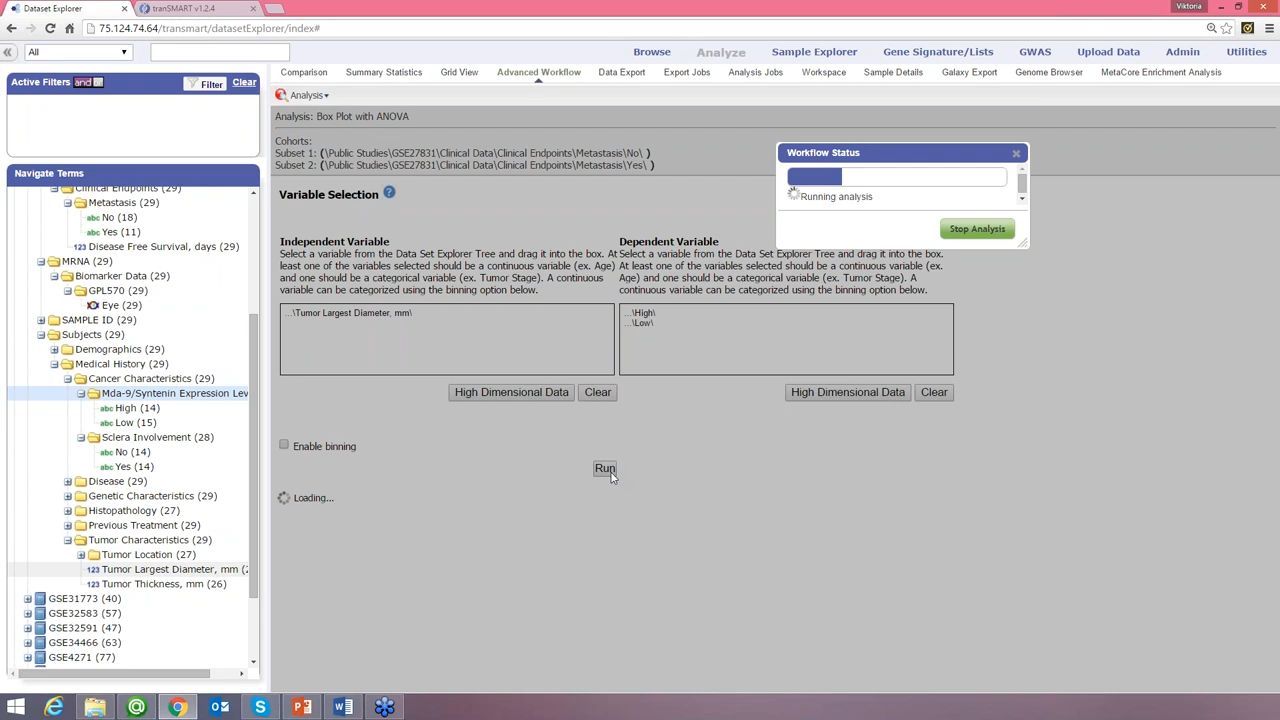 Dataset Explorer
tranSMART v1.2.4
Viktoria
75.124.74.64/transmart/datasetExplorer/index#
All
Browse Analyze Sample Explorer Gene Signature/Lists GWAS Upload Data Admin Utilities
Active Filters and Filter Clear
Comparison Summary Statistics Grid View Advanced Workflow Data Export Export Jobs Analysis Jobs Workspace Sample Details Galaxy Export Genome Browser MetaCore Enrichment Analysis
Analysis
Analysis: Box Plot with ANOVA
Cohorts:
Subset 1: (\Public Studies\GSE27831\Clinical Data\Clinical Endpoints\Metastasis\No\ )
Subset 2: (\Public Studies\GSE27831\Clinical Data\Clinical Endpoints\Metastasis\Yes\ )
Workflow Status
Running analysis
Stop Analysis
Navigate Terms
Clinical Endpoints (29)
Metastasis (29)
abc No (18)
abc Yes (11)
123 Disease Free Survival, days (29)
MRNA (29)
Biomarker Data (29)
GPL570 (29)
Eye (29)
SAMPLE ID (29)
Subjects (29)
Demographics (29)
Medical History (29)
Cancer Characteristics (29)
Mda-9/Syntenin Expression Lev
abc High (14)
abc Low (15)
Sclera Involvement (28)
abc No (14)
abc Yes (14)
Disease (29)
Genetic Characteristics (29)
Histopathology (27)
Previous Treatment (29)
Tumor Characteristics (29)
Tumor Location (27)
123 Tumor Largest Diameter, mm (2
123 Tumor Thickness, mm (26)
GSE31773 (40)
GSE32583 (57)
GSE32591 (47)
GSE34466 (63)
GSE4271 (77)
Variable Selection ?
Independent Variable
Select a variable from the Data Set Explorer Tree and drag it into the box. At
least one of the variables selected should be a continuous variable (ex. Age)
and one should be a categorical variable (ex. Tumor Stage). A continuous
variable can be categorized using the binning option below.
...\Tumor Largest Diameter, mm\
High Dimensional Data Clear
Dependent Variable
Select a variable from the Data Set Explorer Tree and drag it into the box.
At least one of the variables selected should be a continuous variable (ex.
Age) and one should be a categorical variable (ex. Tumor Stage). A
continuous variable can be categorized using the binning option below.
...\High\
...\Low\
High Dimensional Data Clear
Enable binning
Run
Loading...